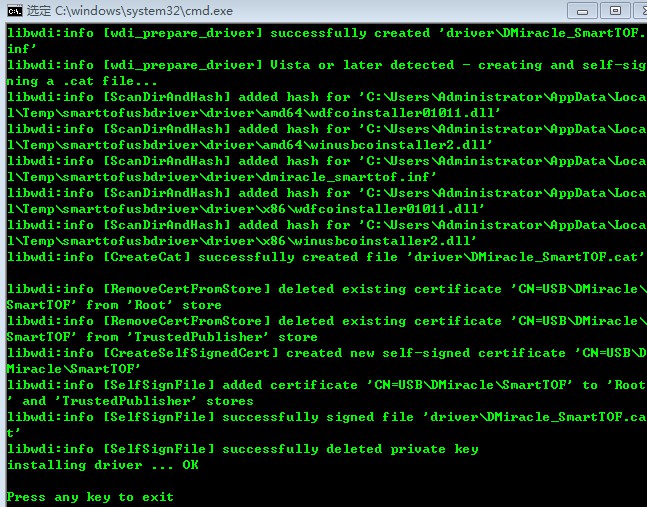 选定 C:\windows\system32\cmd.exe
libwdi:info [wdi_prepare_driver] successfully created 'driver\DMiracle_SmartTOF.
inf'
libwdi:info [wdi_prepare_driver] Vista or later detected - creating and self-sig
ning a .cat file...
libwdi:info [ScanDirAndHash] added hash for 'C:\Users\Administrator\AppData\Loca
l\Temp\smarttofusbdriver\driver\amd64\wdfcoinstaller01011.dll'
libwdi:info [ScanDirAndHash] added hash for 'C:\Users\Administrator\AppData\Loca
l\Temp\smarttofusbdriver\driver\amd64\winusbcoinstaller2.dll'
libwdi:info [ScanDirAndHash] added hash for 'C:\Users\Administrator\AppData\Loca
l\Temp\smarttofusbdriver\driver\dmiracle_smarttof.inf'
libwdi:info [ScanDirAndHash] added hash for 'C:\Users\Administrator\AppData\Loca
l\Temp\smarttofusbdriver\driver\x86\wdfcoinstaller01011.dll'
libwdi:info [ScanDirAndHash] added hash for 'C:\Users\Administrator\AppData\Loca
l\Temp\smarttofusbdriver\driver\x86\winusbcoinstaller2.dll'
libwdi:info [CreateCat] successfully created file 'driver\DMiracle_SmartTOF.cat'
libwdi:info [RemoveCertFromStore] deleted existing certificate 'CN=USB\DMiracle\
SmartTOF' from 'Root' store
libwdi:info [RemoveCertFromStore] deleted existing certificate 'CN=USB\DMiracle\
SmartTOF' from 'TrustedPublisher' store
libwdi:info [CreateSelfSignedCert] created new self-signed certificate 'CN=USB\D
Miracle\SmartTOF'
libwdi:info [SelfSignFile] added certificate 'CN=USB\DMiracle\SmartTOF' to 'Root
' and 'TrustedPublisher' stores
libwdi:info [SelfSignFile] successfully signed file 'driver\DMiracle_SmartTOF.ca
t'
libwdi:info [SelfSignFile] successfully deleted private key
installing driver ... OK
Press any key to exit